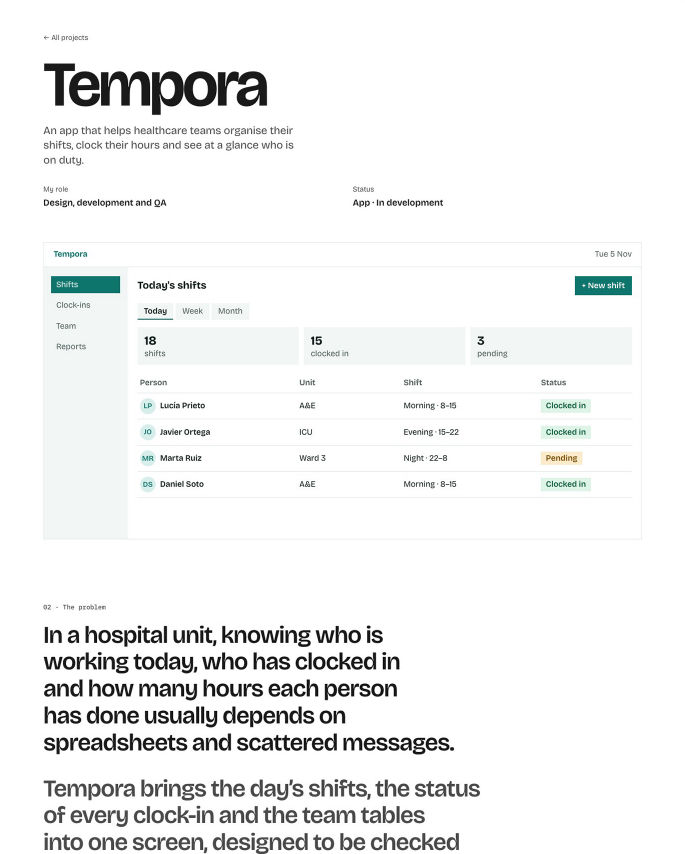 ← All projects
Tempora
An app that helps healthcare teams organise their
shifts, clock their hours and see at a glance who is
on duty.
My role
Design, development and QA
Status
App · In development
Tempora
Tue 5 Nov
Shifts
Clock-ins
Team
Reports
Today's shifts
+ New shift
Today Week Month
18
shifts
15
clocked in
3
pending
Person Unit Shift Status
LP Lucía Prieto A&E Morning · 8–15 Clocked in
JO Javier Ortega ICU Evening · 15–22 Clocked in
MR Marta Ruiz Ward 3 Night · 22–8 Pending
DS Daniel Soto A&E Morning · 8–15 Clocked in
02 · The problem
In a hospital unit, knowing who is
working today, who has clocked in
and how many hours each person
has done usually depends on
spreadsheets and scattered messages.
Tempora brings the day's shifts, the status
of every clock-in and the team tables
into one screen, designed to be checked